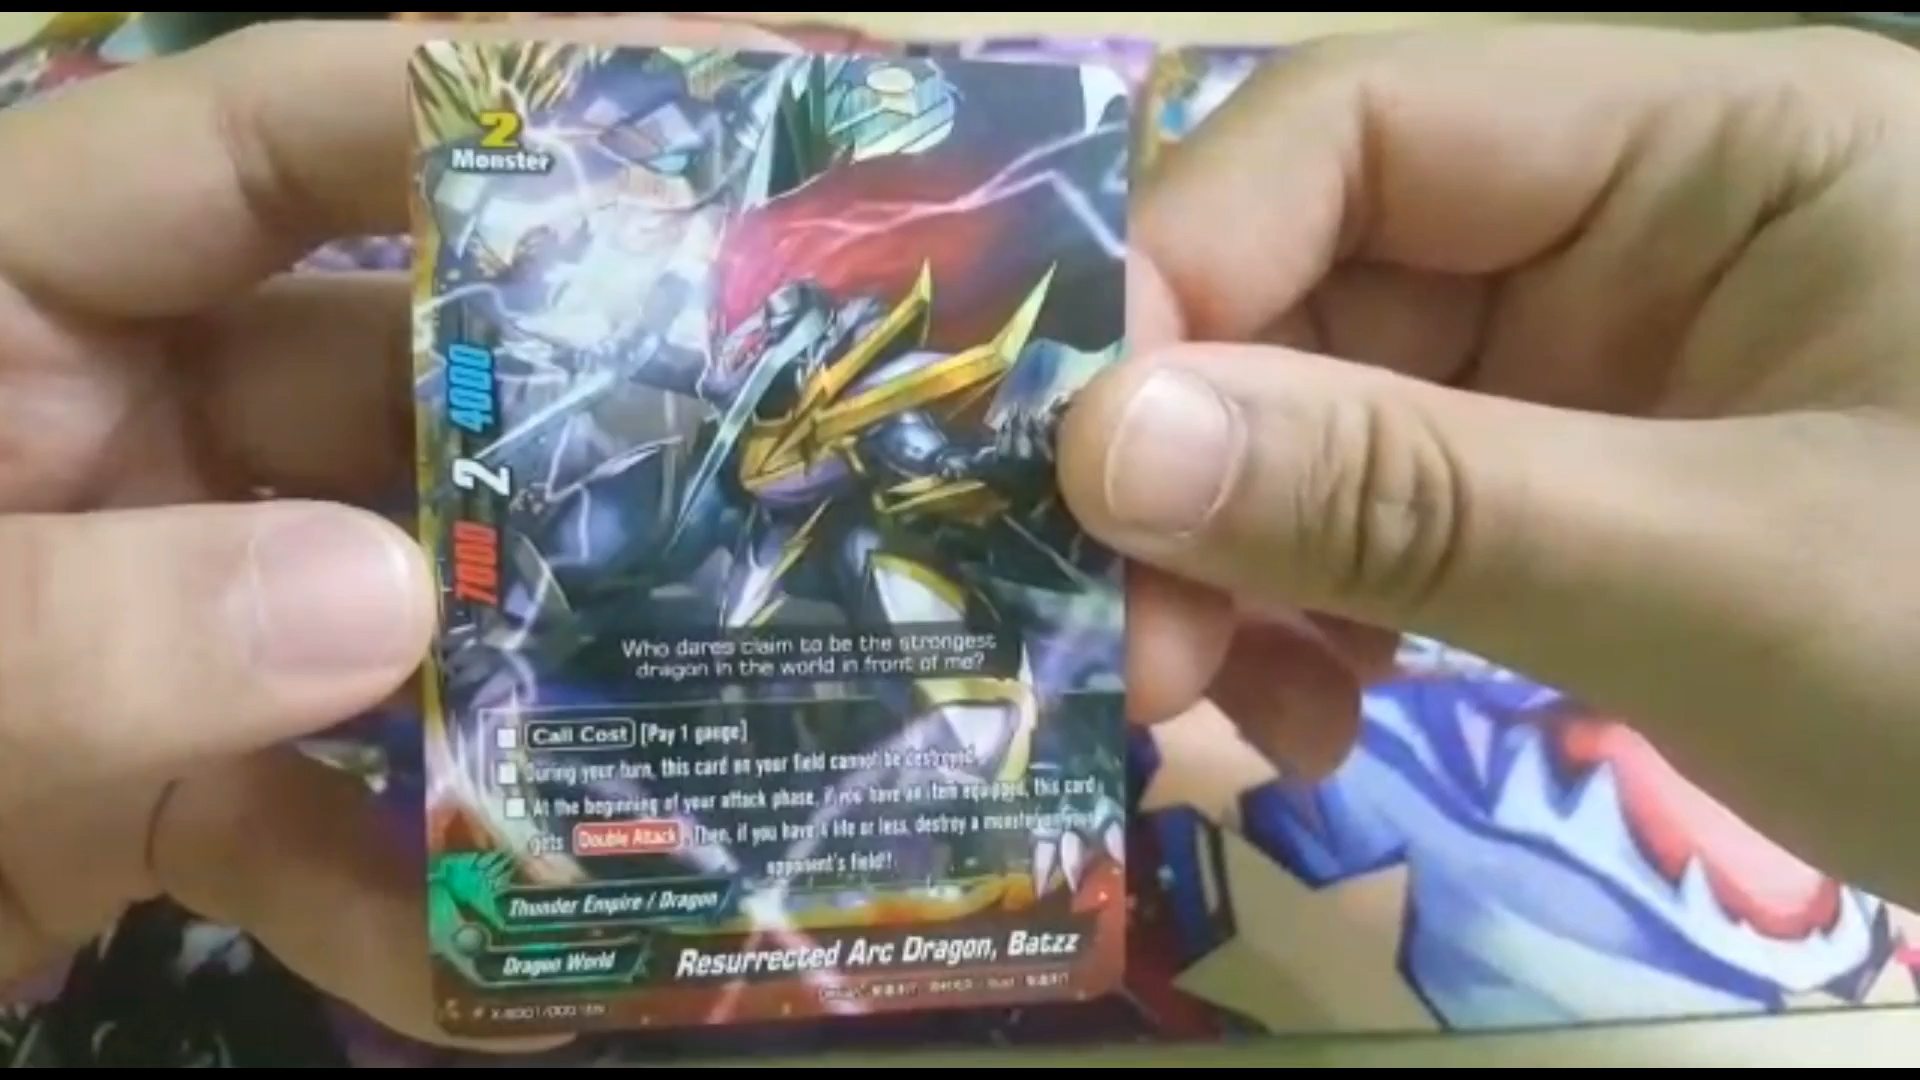 2
Monster
4000
2
7000
Who dares claim to be the strongest
dragon in the world in front of me?
Call Cost [Pay 1 gauge]
During your turn, this card on your field cannot be destroyed.
At the beginning of your attack phase, if you have an item equipped, this card
gets Double Attack. Then, if you have 4 life or less, destroy a monster on your
opponent's field!!
Thunder Empire / Dragon
Dragon World
Resurrected Arc Dragon, Batzz